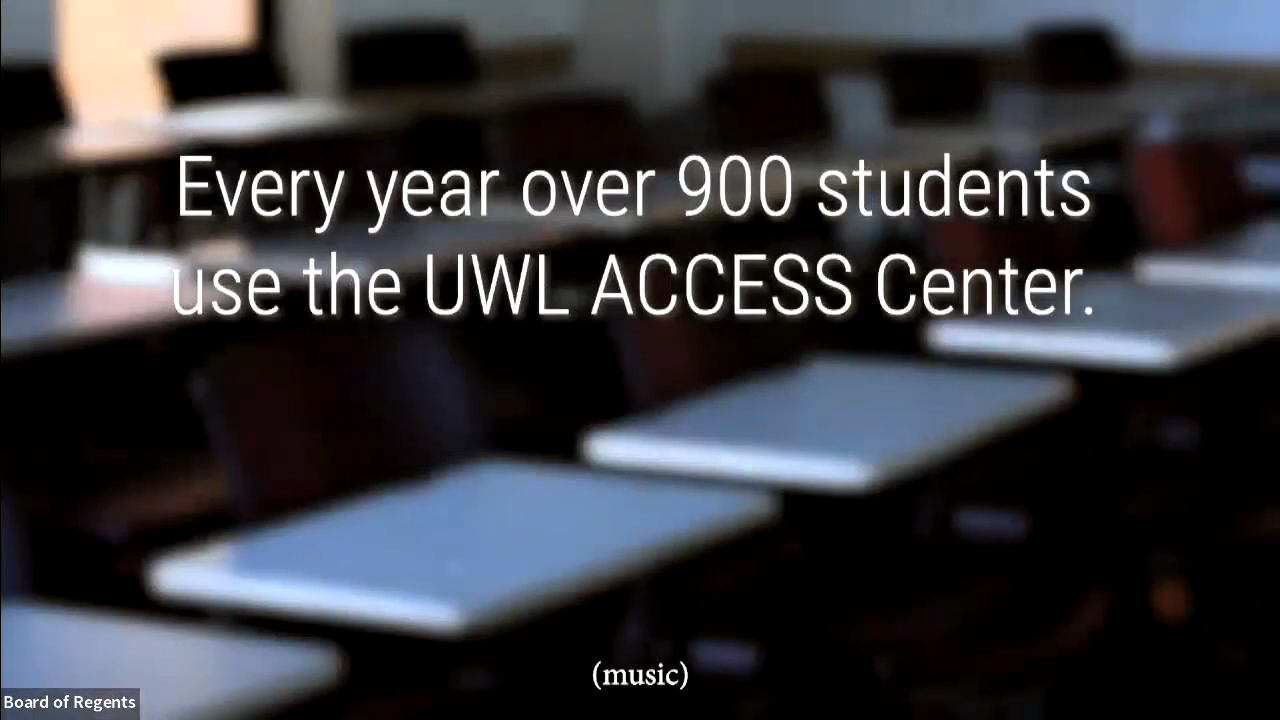 Every year over 900 students
use the UWL ACCESS Center.
(music)
Board of Regents